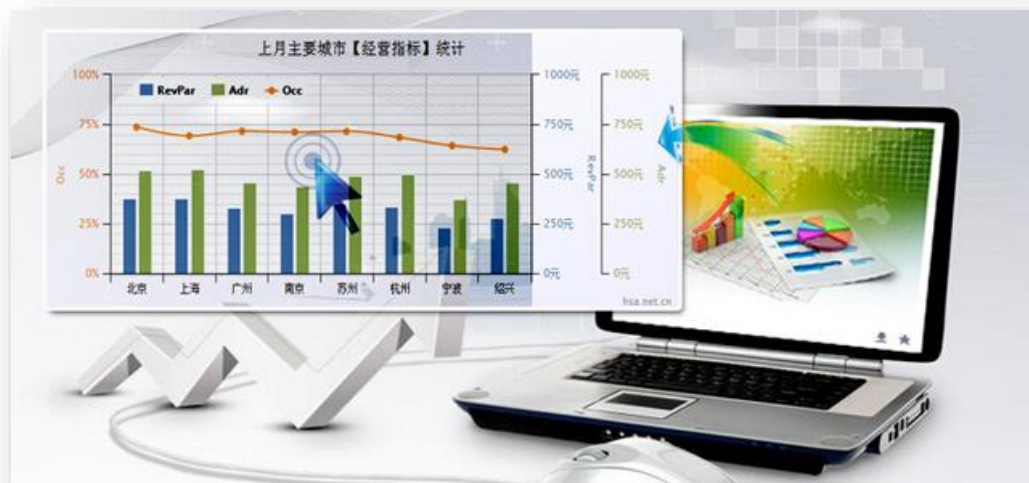 上月主要城市【经营指标】统计
100% 1000元 1000元
RevPar Adr Occ
75% 750元 750元
Occ 50% 500元 RevPar 500元 Adr
25% 250元 250元
0% 0元 0元
北京 上海 广州 南京 苏州 杭州 宁波 绍兴
hsa.net.cn